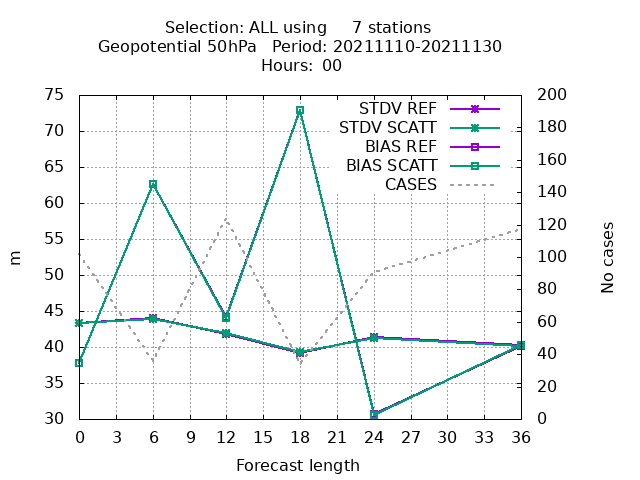 Selection: ALL using     7 stations
Geopotential 50hPa   Period: 20211110-20211130
Hours: 00
75 200
70 180
65 160
60 140
55 120
50 100
45 80
40 60
35 40
30 20
0
STDV REF
STDV SCATT
BIAS REF
BIAS SCATT
CASES
m
No cases
0 3 6 9 12 15 18 21 24 27 30 33 36
Forecast length